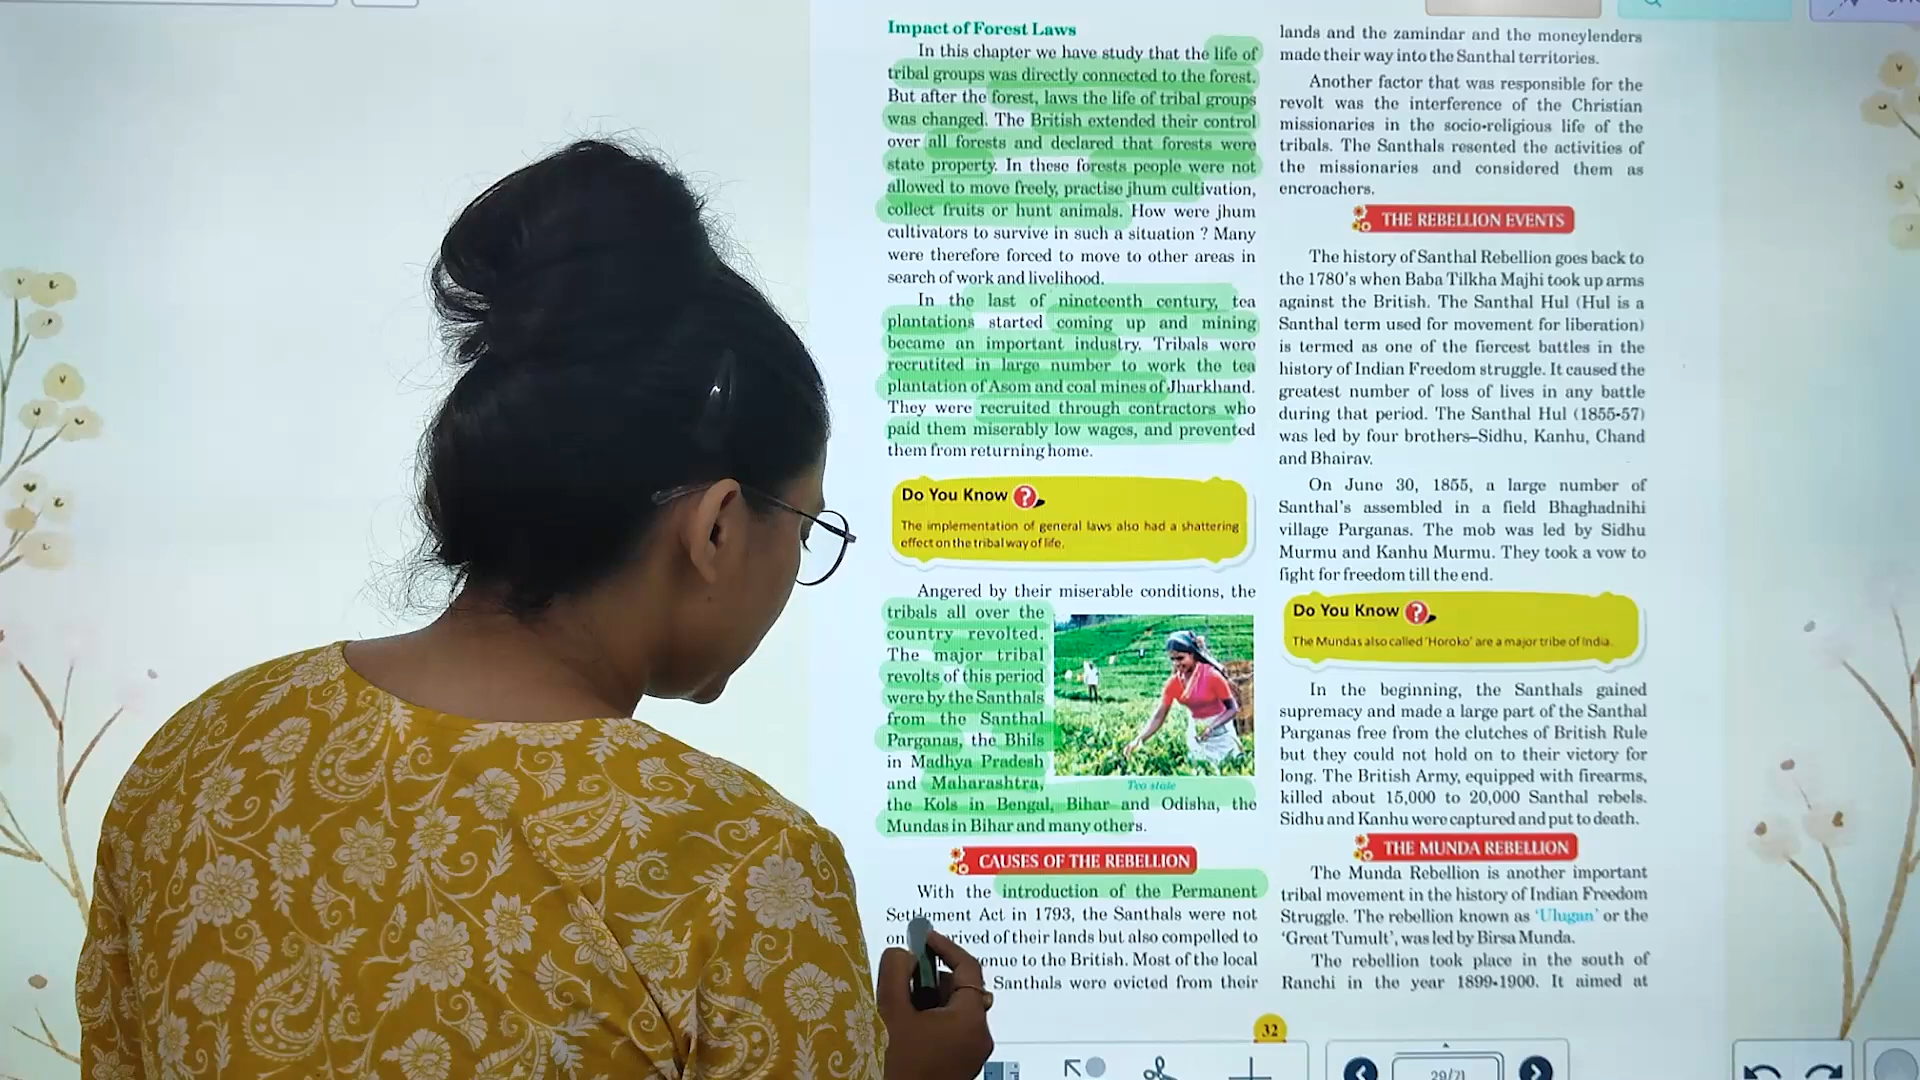 Impact of Forest Laws
In this chapter we have study that the life of
tribal groups was directly connected to the forest.
But after the forest, laws the life of tribal groups
was changed. The British extended their control
over all forests and declared that forests were
state property. In these forests people were not
allowed to move freely, practise jhum cultivation,
collect fruits or hunt animals. How were jhum
cultivators to survive in such a situation ? Many
were therefore forced to move to other areas in
search of work and livelihood.
In the last of nineteenth century, tea
plantations started coming up and mining
became an important industry. Tribals were
recrutited in large number to work the tea
plantation of Asom and coal mines of Jharkhand.
They were recruited through contractors who
paid them miserably low wages, and prevented
them from returning home.
Do You Know ?
The implementation of general laws also had a shattering
effect on the tribal way of life.
Angered by their miserable conditions, the
tribals all over the
country revolted.
The major tribal
revolts of this period
were by the Santhals
from the Santhal
Parganas, the Bhils
in Madhya Pradesh
and Maharashtra,
Tea state
the Kols in Bengal, Bihar and Odisha, the
Mundas in Bihar and many others.
CAUSES OF THE REBELLION
With the introduction of the Permanent
Settlement Act in 1793, the Santhals were not
of their lands but also compelled to
to the British. Most of the local
Santhals were evicted from their
lands and the zamindar and the moneylenders
made their way into the Santhal territories.
Another factor that was responsible for the
revolt was the interference of the Christian
missionaries in the socio-religious life of the
tribals. The Santhals resented the activities of
the missionaries and considered them as
encroachers.
THE REBELLION EVENTS
The history of Santhal Rebellion goes back to
the 1780's when Baba Tilkha Majhi took up arms
against the British. The Santhal Hul (Hul is a
Santhal term used for movement for liberation)
is termed as one of the fiercest battles in the
history of Indian Freedom struggle. It caused the
greatest number of loss of lives in any battle
during that period. The Santhal Hul (1855-57)
was led by four brothers–Sidhu, Kanhu, Chand
and Bhairav.
On June 30, 1855, a large number of
Santhal's assembled in a field Bhaghadnihi
village Parganas. The mob was led by Sidhu
Murmu and Kanhu Murmu. They took a vow to
fight for freedom till the end.
Do You Know ?
The Mundas also called 'Horoko' are a major tribe of India.
In the beginning, the Santhals gained
supremacy and made a large part of the Santhal
Parganas free from the clutches of British Rule
but they could not hold on to their victory for
long. The British Army, equipped with firearms,
killed about 15,000 to 20,000 Santhal rebels.
Sidhu and Kanhu were captured and put to death.
THE MUNDA REBELLION
The Munda Rebellion is another important
tribal movement in the history of Indian Freedom
Struggle. The rebellion known as 'Ulugan' or the
'Great Tumult', was led by Birsa Munda.
The rebellion took place in the south of
Ranchi in the year 1899-1900. It aimed at
32
29/71